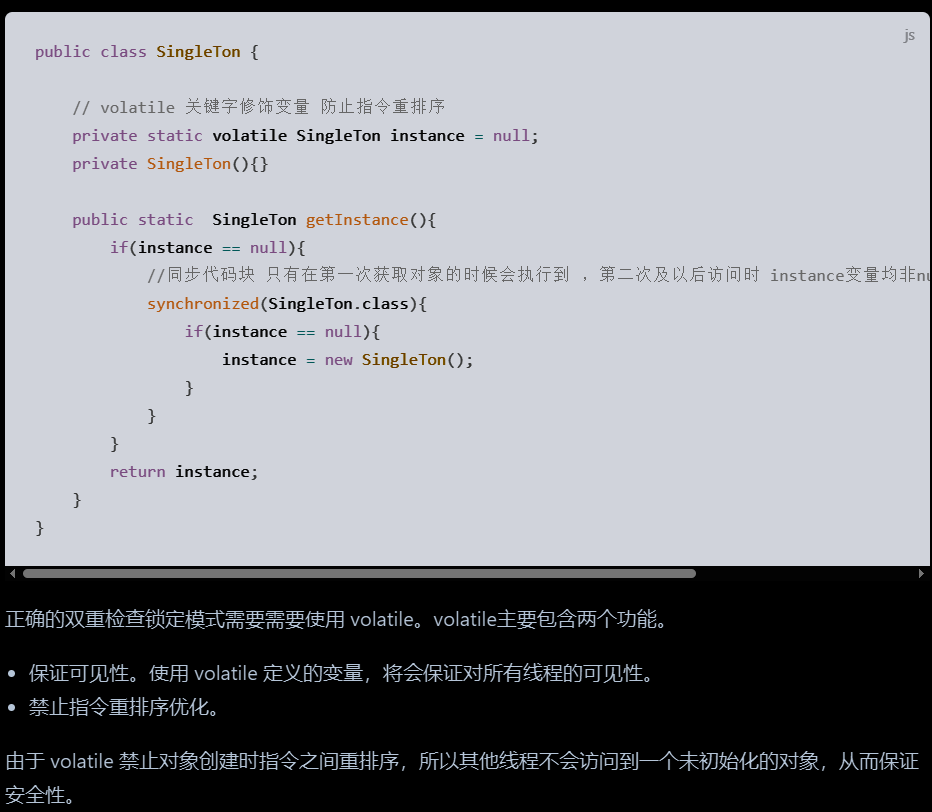 js
public class SingleTon {
    // volatile 关键字修饰变量 防止指令重排序
    private static volatile SingleTon instance = null;
    private SingleTon(){}
    public static  SingleTon getInstance(){
        if(instance == null){
            //同步代码块 只有在第一次获取对象的时候会执行到 ，第二次及以后访问时 instance变量均非nu
            synchronized(SingleTon.class){
                if(instance == null){
                    instance = new SingleTon();
                }
            }
        }
        return instance;
    }
}
正确的双重检查锁定模式需要需要使用 volatile。volatile主要包含两个功能。
• 保证可见性。使用 volatile 定义的变量，将会保证对所有线程的可见性。
• 禁止指令重排序优化。
由于 volatile 禁止对象创建时指令之间重排序，所以其他线程不会访问到一个未初始化的对象，从而保证
安全性。